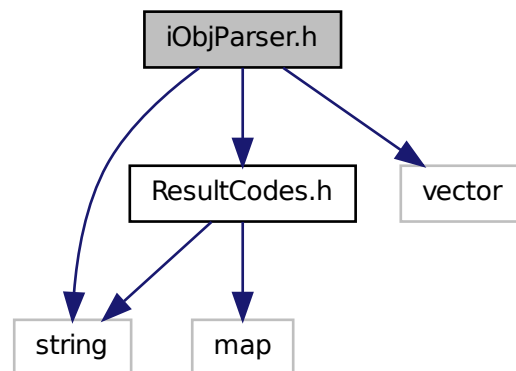 iObjParser.h
ResultCodes.h
vector
string
map